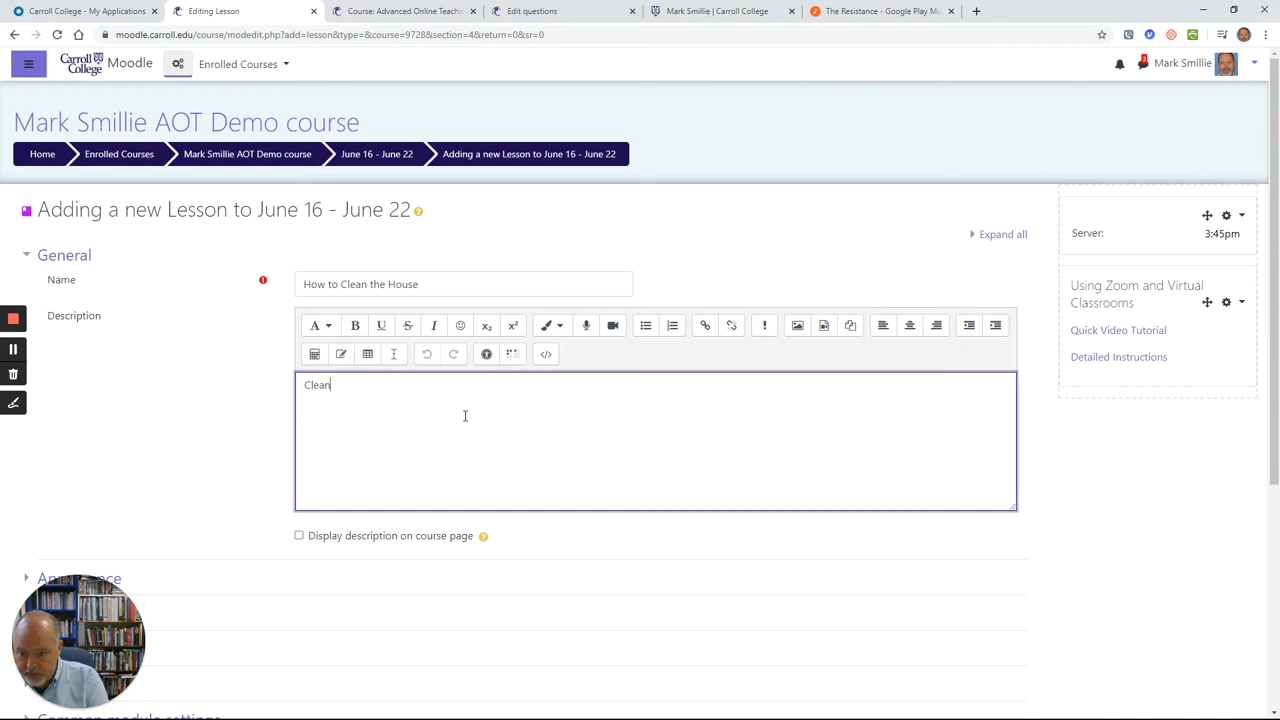 Carroll College - My Applications
Editing Lesson
Course: Advanced Online Teache
Edit questions
Mark Smillie | Carroll College
The Resistance - Google Play Mu
moodle.carroll.edu/course/modedit.php?add=lesson&type=&course=9728&section=4&return=0&sr=0
Carroll College Moodle
Enrolled Courses
Mark Smillie
Mark Smillie AOT Demo course
Home
Enrolled Courses
Mark Smillie AOT Demo course
June 16 - June 22
Adding a new Lesson to June 16 - June 22
Adding a new Lesson to June 16 - June 22
Expand all
Server:
3:45pm
General
Name
How to Clean the House
Using Zoom and Virtual
Classrooms
Quick Video Tutorial
Detailed Instructions
Description
Clean
Display description on course page